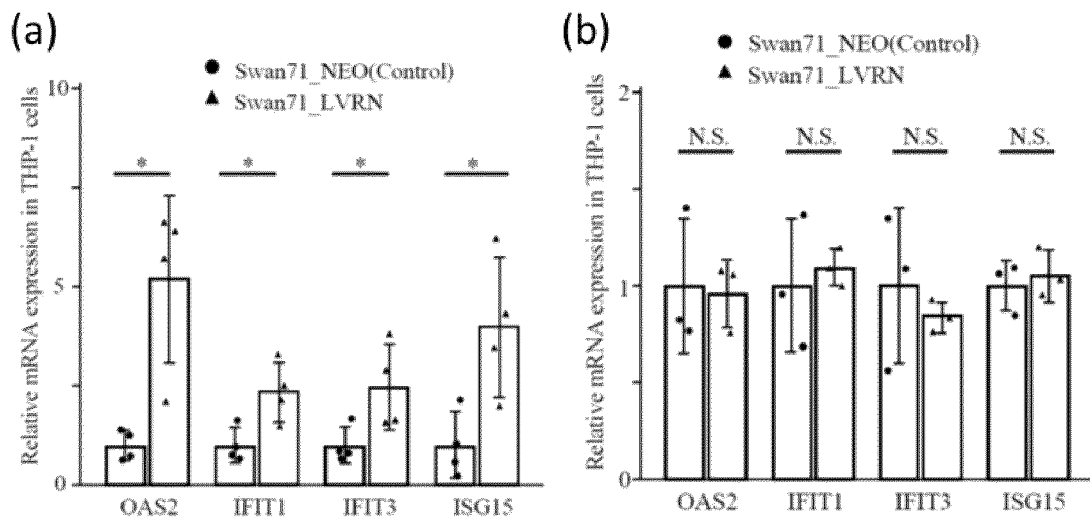 (a)
Swan71_NEO(Control)
Swan71_LVRN
Relative mRNA expression in THP-1 cells
10
5
0
* * * *
OAS2 IFIT1 IFIT3 ISG15
(b)
Swan71_NEO(Control)
Swan71_LVRN
Relative mRNA expression in THP-1 cells
2
1
0
N.S. N.S. N.S. N.S.
OAS2 IFIT1 IFIT3 ISG15